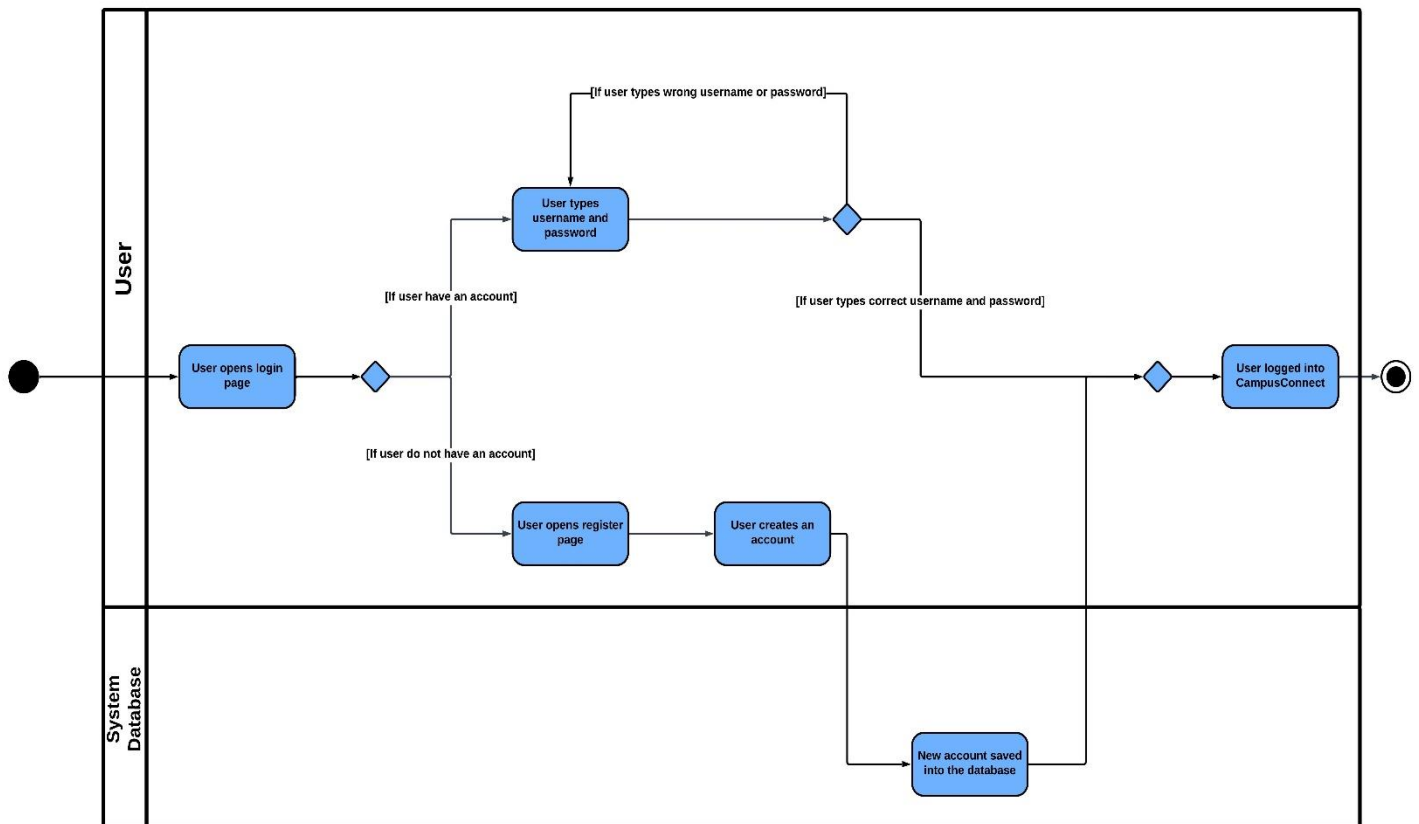 User
[If user types wrong username or password]
User types
username and
password
[If user have an account]
[If user types correct username and password]
User opens login
page
User logged into
CampusConnect
[If user do not have an account]
User opens register
page
User creates an
account
System
Database
New account saved
into the database